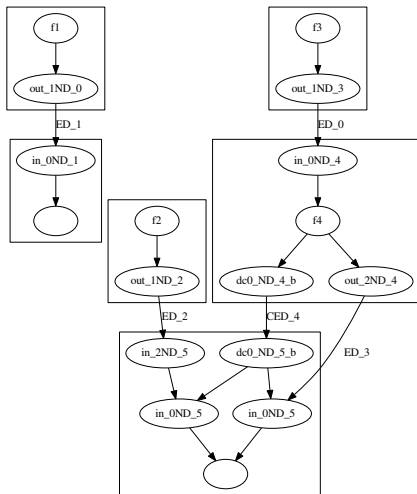 f1
f3
out_1ND_0
out_1ND_3
ED_1
ED_0
in_0ND_1
in_0ND_4
f2
f4
out_1ND_2
dc0_ND_4_b
out_2ND_4
ED_2
CED_4
ED_3
in_2ND_5
dc0_ND_5_b
in_0ND_5
in_0ND_5